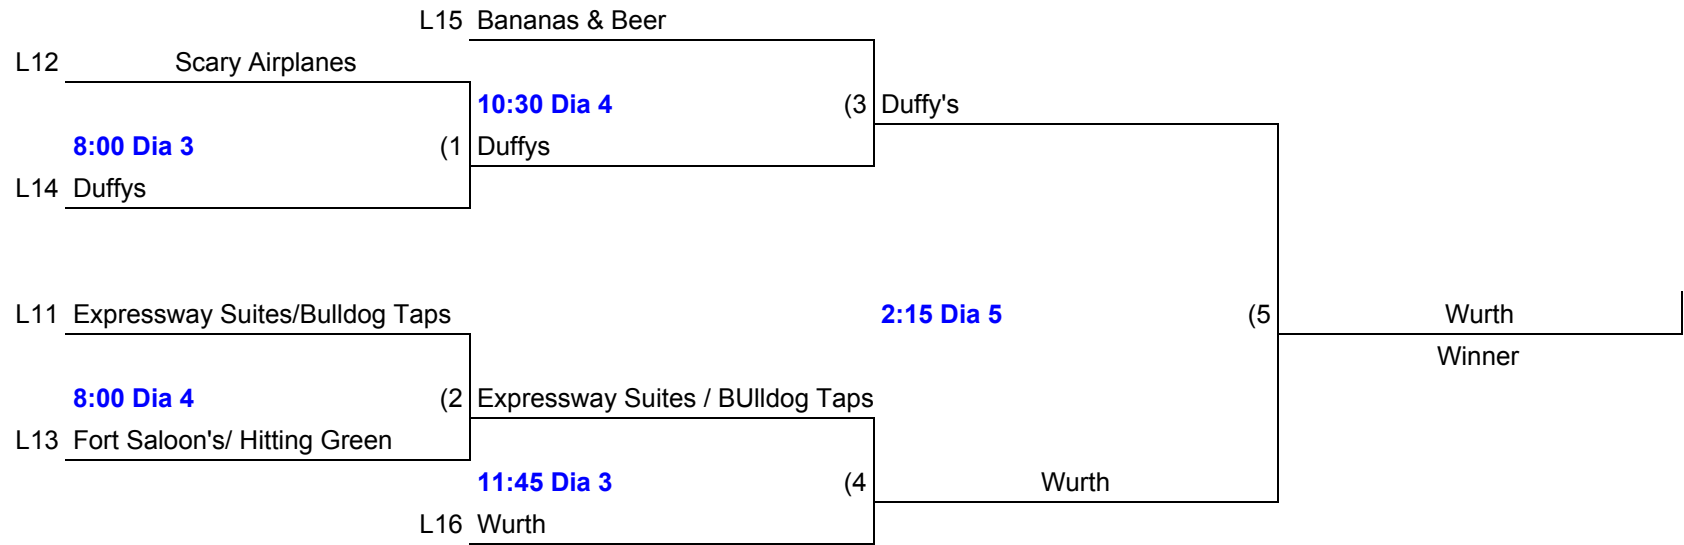 L15 Bananas & Beer
L12 Scary Airplanes
10:30 Dia 4 (3 Duffy's
8:00 Dia 3 (1 Duffys
L14 Duffys
L11 Expressway Suites/Bulldog Taps 2:15 Dia 5 (5 Wurth
Winner
8:00 Dia 4 (2 Expressway Suites / BUlldog Taps
L13 Fort Saloon's/ Hitting Green
11:45 Dia 3 (4 Wurth
L16 Wurth